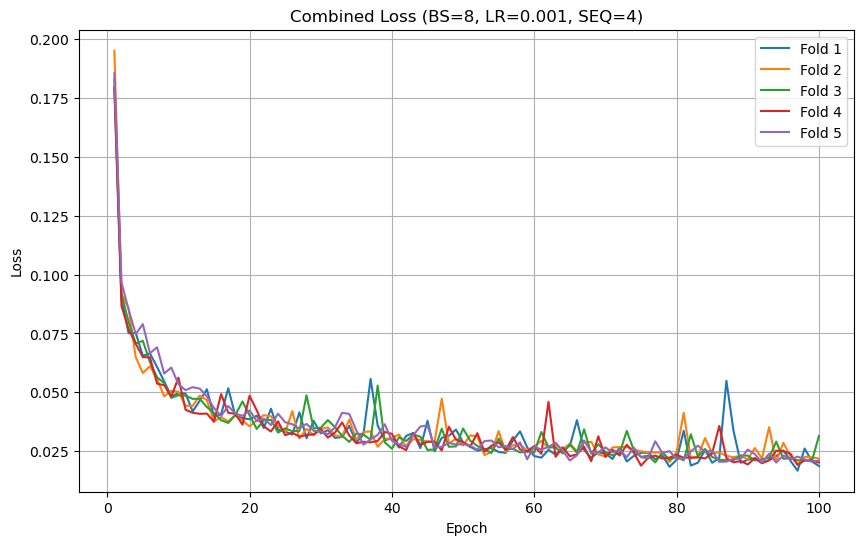 Combined Loss (BS=8, LR=0.001, SEQ=4)
0.200
0.175
0.150
0.125
0.100
0.075
0.050
0.025
Loss
Fold 1
Fold 2
Fold 3
Fold 4
Fold 5
0 20 40 60 80 100
Epoch